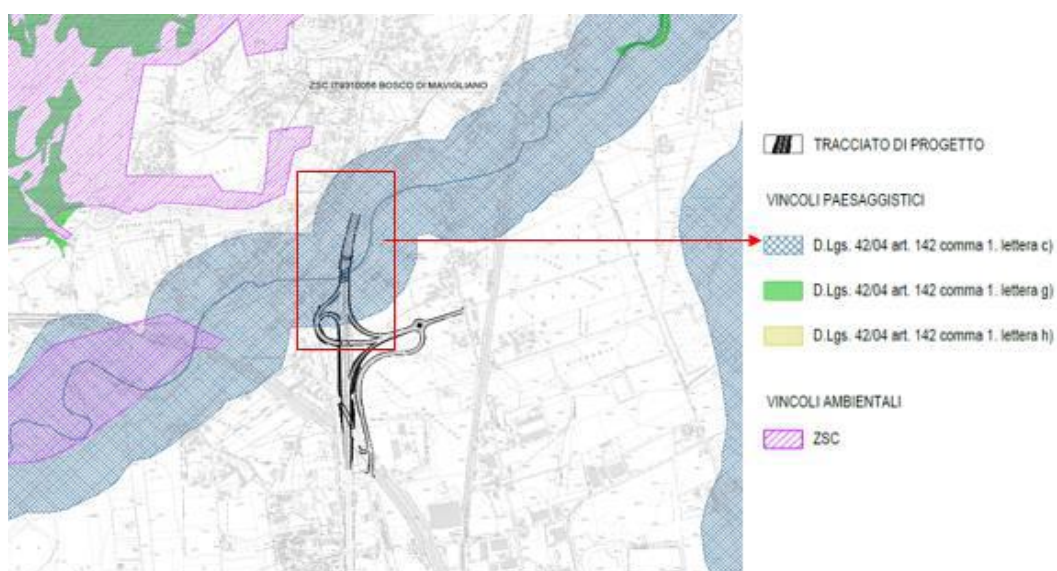 ZSC IT9310056 BOSCO DI MAVIGLIANO
TRACCIATO DI PROGETTO
VINCOLI PAESAGGISTICI
D.Lgs. 42/04 art. 142 comma 1. lettera c)
D.Lgs. 42/04 art. 142 comma 1. lettera g)
D.Lgs. 42/04 art. 142 comma 1. lettera h)
VINCOLI AMBIENTALI
ZSC